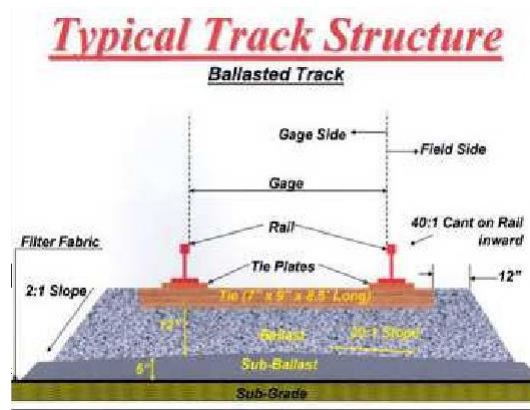 Typical Track Structure
Ballasted Track
Gage Side
Field Side
Gage
Rail
40:1 Cant on Rail
inward
Filter Fabric
Tie Plates
12"
2:1 Slope
Tie (7" x 9" x 8.5' Long)
12"
Ballast
20:1 Slope
Sub-Ballast
6"
Sub-Grade